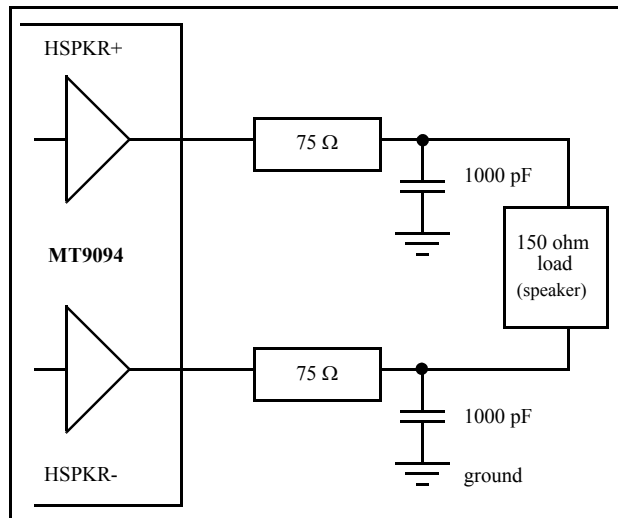 HSPKR+
75 Ω
1000 pF
MT9094
150 ohm
load
(speaker)
75 Ω
1000 pF
HSPKR-
ground